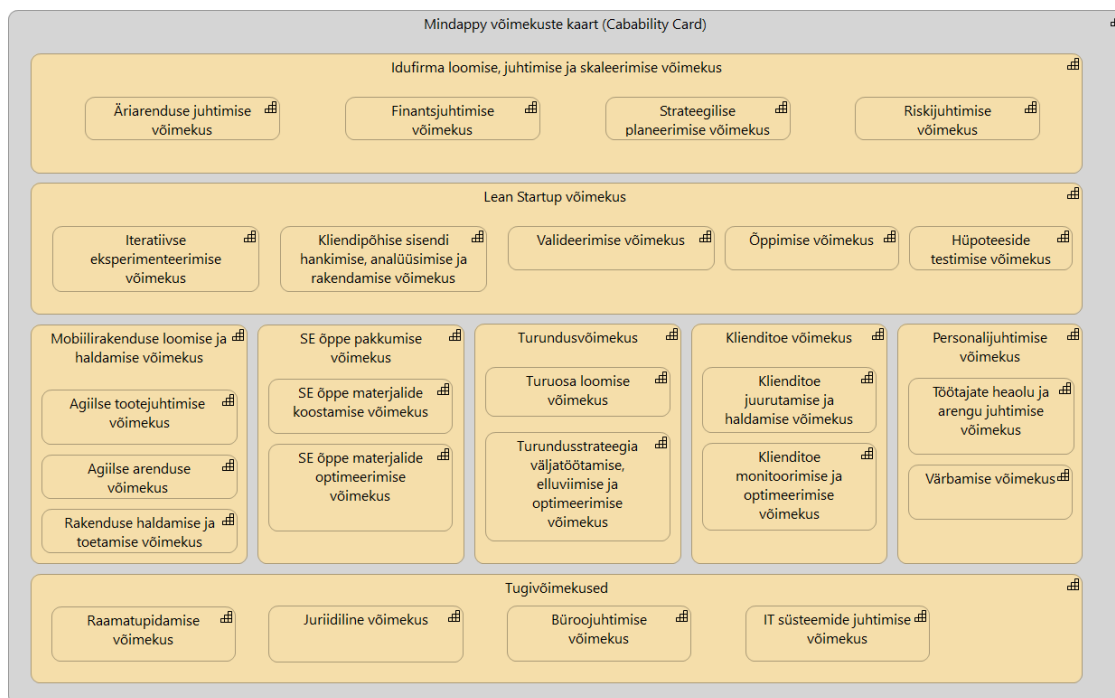 Mindappy võimekuste kaart (Cabability Card)
Idufirma loomise, juhtimise ja skaleerimise võimekus
Äriarenduse juhtimise
võimekus
Finantsjuhtimise
võimekus
Strateegilise
planeerimise võimekus
Riskijuhtimise
võimekus
Lean Startup võimekus
Iteratiivse
eksperimenteerimise
võimekus
Kliendipõhise sisendi
hankimise, analüüsimise ja
rakendamise võimekus
Valideerimise võimekus
Õppimise võimekus
Hüpoteeside
testimise võimekus
Mobiilirakenduse loomise ja
haldamise võimekus
Agiilse tootejuhtimise
võimekus
Agiilse arenduse
võimekus
Rakenduse haldamise ja
toetamise võimekus
SE õppe pakkumise
võimekus
SE õppe materjalide
koostamise võimekus
SE õppe materjalide
optimeerimise
võimekus
Turundusvõimekus
Turuosa loomise
võimekus
Turundusstrateegia
väljatöötamise,
elluviimise ja
optimeerimise
võimekus
Klienditoe võimekus
Klienditoe
juurutamise ja
haldamise võimekus
Klienditoe
monitoorimise ja
optimeerimise
võimekus
Personalijuhtimise
võimekus
Töötajate heaolu ja
arengu juhtimise
võimekus
Värbamise võimekus
Tugivõimekused
Raamatupidamise
võimekus
Juriidiline võimekus
Büroojuhtimise
võimekus
IT süsteemide juhtimise
võimekus